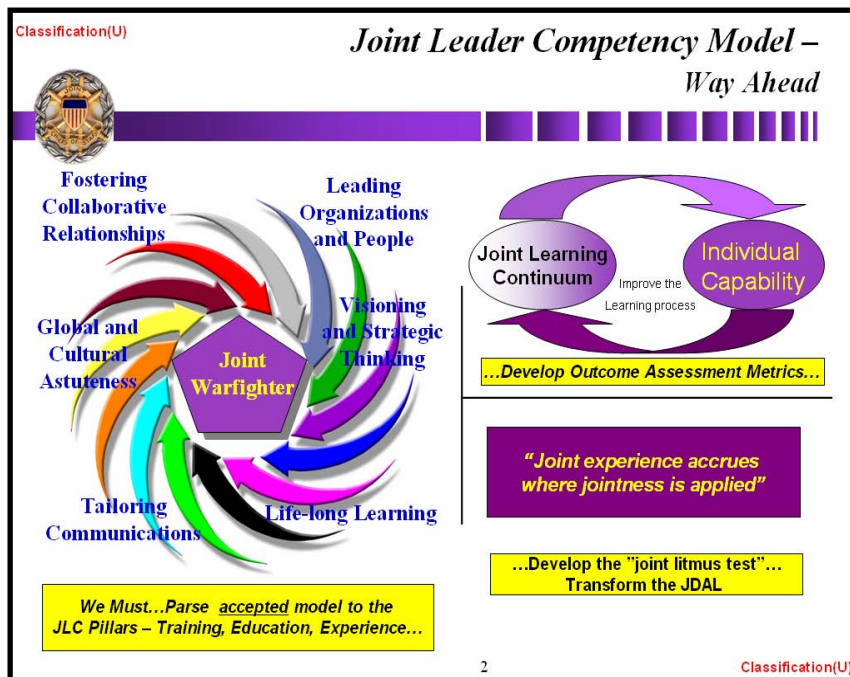 Classification(U)
Joint Leader Competency Model –
Way Ahead
Fostering
Collaborative
Relationships
Leading
Organizations
and People
Global and
Cultural
Astuteness
Visioning
and Strategic
Thinking
Joint
Warfighter
Tailoring
Communications
Life-long Learning
We Must…Parse accepted model to the
JLC Pillars – Training, Education, Experience…
Joint Learning
Continuum
Improve the
Learning process
Individual
Capability
…Develop Outcome Assessment Metrics…
“Joint experience accrues
where jointness is applied”
…Develop the ”joint litmus test”…
Transform the JDAL
2
Classification(U)